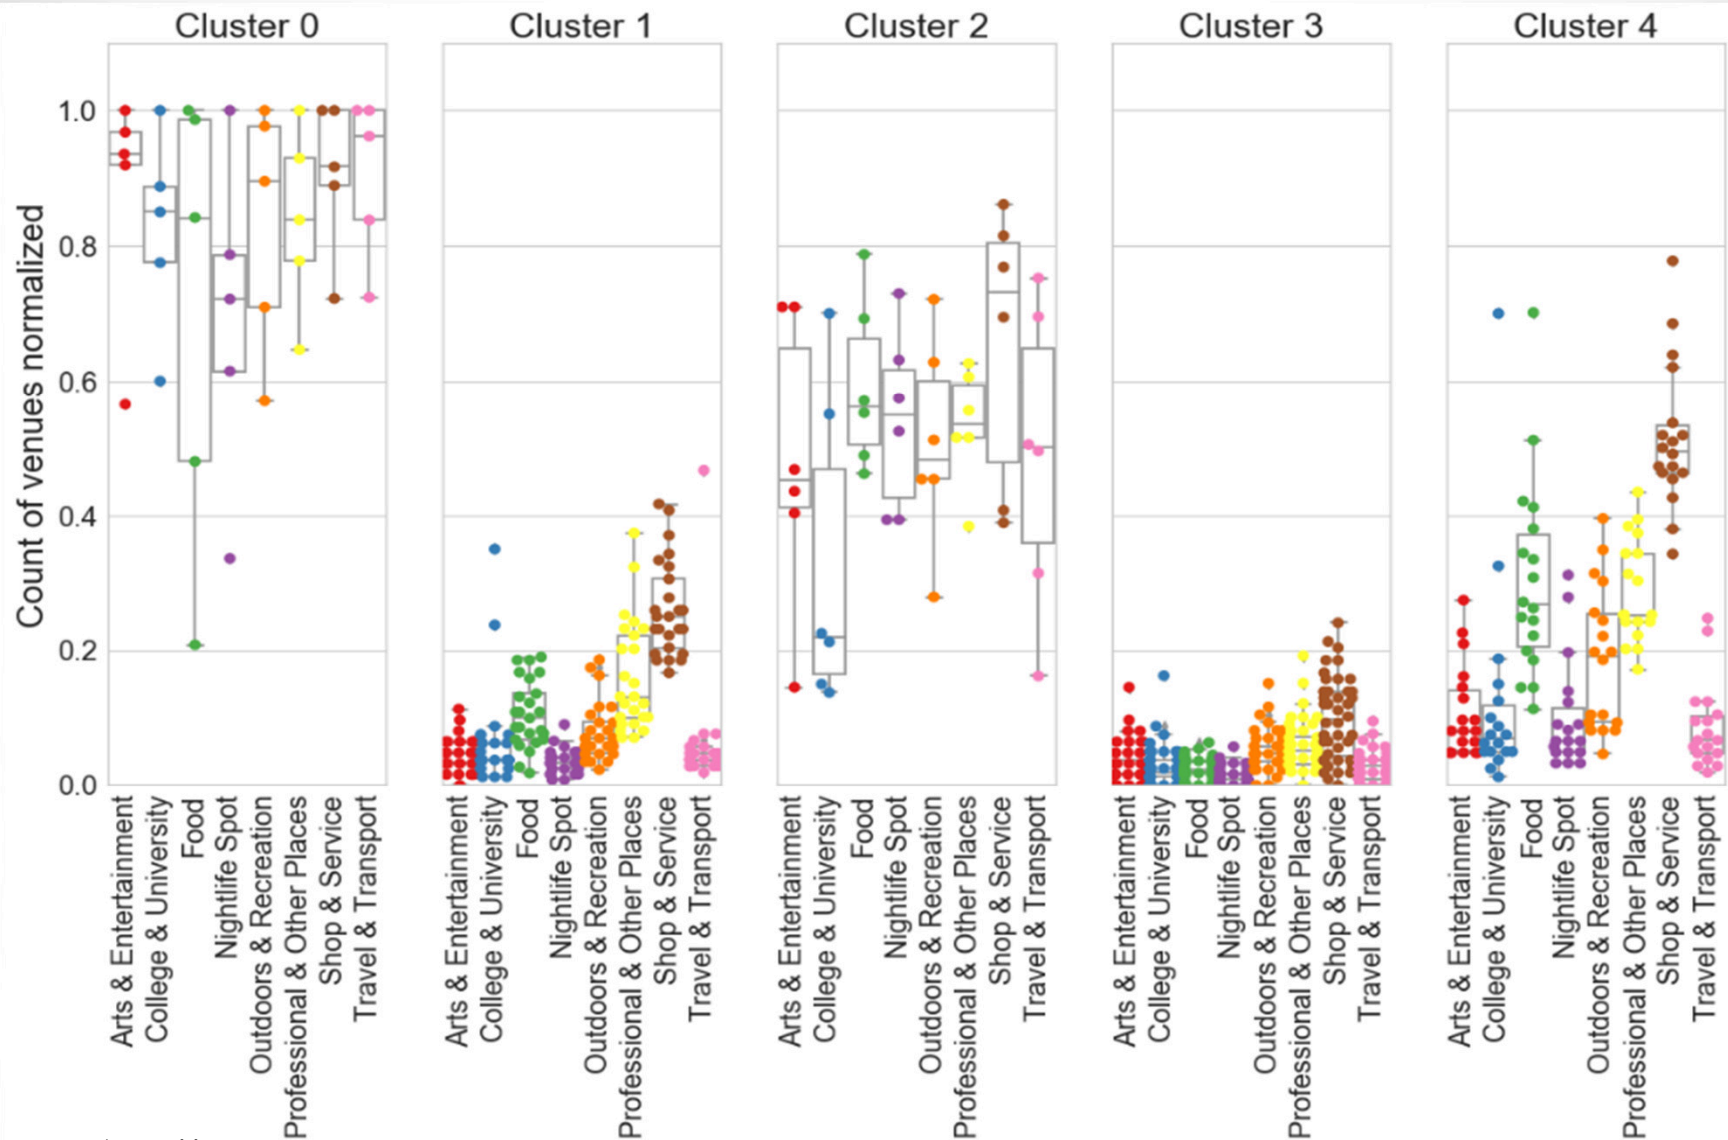 Cluster 0 Cluster 1 Cluster 2 Cluster 3 Cluster 4
Count of venues normalized
1.0
0.8
0.6
0.4
0.2
0.0
Arts & Entertainment
College & University
Food
Nightlife Spot
Outdoors & Recreation
Professional & Other Places
Shop & Service
Travel & Transport
Arts & Entertainment
College & University
Food
Nightlife Spot
Outdoors & Recreation
Professional & Other Places
Shop & Service
Travel & Transport
Arts & Entertainment
College & University
Food
Nightlife Spot
Outdoors & Recreation
Professional & Other Places
Shop & Service
Travel & Transport
Arts & Entertainment
College & University
Food
Nightlife Spot
Outdoors & Recreation
Professional & Other Places
Shop & Service
Travel & Transport
Arts & Entertainment
College & University
Food
Nightlife Spot
Outdoors & Recreation
Professional & Other Places
Shop & Service
Travel & Transport